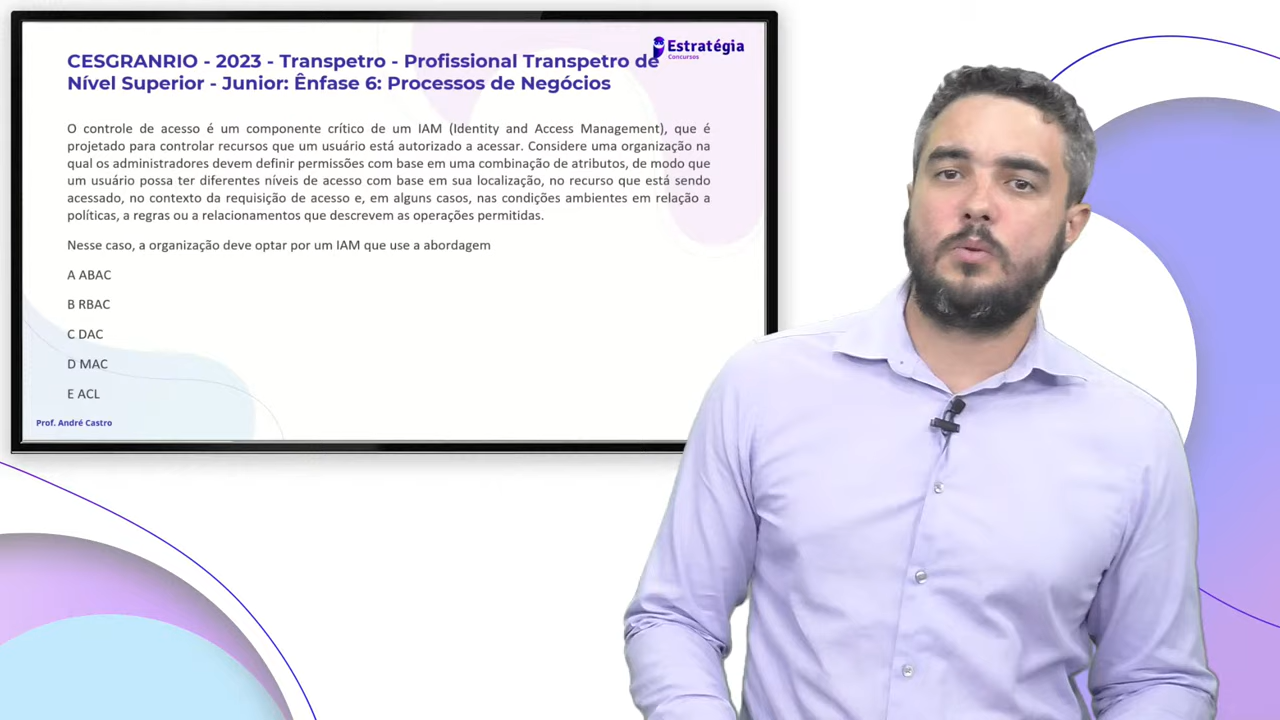 CESGRANRIO - 2023 - Transpetro - Profissional Transpetro de
Nível Superior - Junior: Ênfase 6: Processos de Negócios
Estratégia
Concursos
O controle de acesso é um componente crítico de um IAM (Identity and Access Management), que é
projetado para controlar recursos que um usuário está autorizado a acessar. Considere uma organização na
qual os administradores devem definir permissões com base em uma combinação de atributos, de modo que
um usuário possa ter diferentes níveis de acesso com base em sua localização, no recurso que está sendo
acessado, no contexto da requisição de acesso e, em alguns casos, nas condições ambientes em relação a
políticas, a regras ou a relacionamentos que descrevem as operações permitidas.
Nesse caso, a organização deve optar por um IAM que use a abordagem
A ABAC
B RBAC
C DAC
D MAC
E ACL
Prof. André Castro